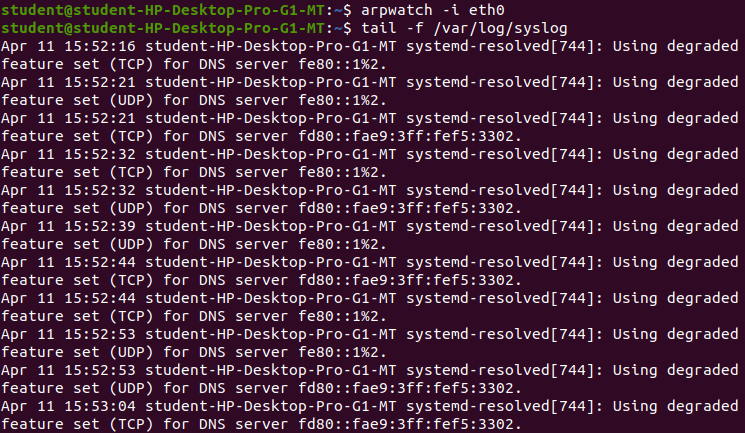 student@student-HP-Desktop-Pro-G1-MT:~$ arpwatch -i eth0
student@student-HP-Desktop-Pro-G1-MT:~$ tail -f /var/log/syslog
Apr 11 15:52:16 student-HP-Desktop-Pro-G1-MT systemd-resolved[744]: Using degraded
feature set (TCP) for DNS server fe80::1%2.
Apr 11 15:52:21 student-HP-Desktop-Pro-G1-MT systemd-resolved[744]: Using degraded
feature set (UDP) for DNS server fe80::1%2.
Apr 11 15:52:21 student-HP-Desktop-Pro-G1-MT systemd-resolved[744]: Using degraded
feature set (TCP) for DNS server fd80::fae9:3ff:fef5:3302.
Apr 11 15:52:32 student-HP-Desktop-Pro-G1-MT systemd-resolved[744]: Using degraded
feature set (TCP) for DNS server fe80::1%2.
Apr 11 15:52:32 student-HP-Desktop-Pro-G1-MT systemd-resolved[744]: Using degraded
feature set (UDP) for DNS server fd80::fae9:3ff:fef5:3302.
Apr 11 15:52:39 student-HP-Desktop-Pro-G1-MT systemd-resolved[744]: Using degraded
feature set (UDP) for DNS server fe80::1%2.
Apr 11 15:52:44 student-HP-Desktop-Pro-G1-MT systemd-resolved[744]: Using degraded
feature set (TCP) for DNS server fd80::fae9:3ff:fef5:3302.
Apr 11 15:52:44 student-HP-Desktop-Pro-G1-MT systemd-resolved[744]: Using degraded
feature set (TCP) for DNS server fe80::1%2.
Apr 11 15:52:53 student-HP-Desktop-Pro-G1-MT systemd-resolved[744]: Using degraded
feature set (UDP) for DNS server fe80::1%2.
Apr 11 15:52:53 student-HP-Desktop-Pro-G1-MT systemd-resolved[744]: Using degraded
feature set (UDP) for DNS server fd80::fae9:3ff:fef5:3302.
Apr 11 15:53:04 student-HP-Desktop-Pro-G1-MT systemd-resolved[744]: Using degraded
feature set (TCP) for DNS server fd80::fae9:3ff:fef5:3302.